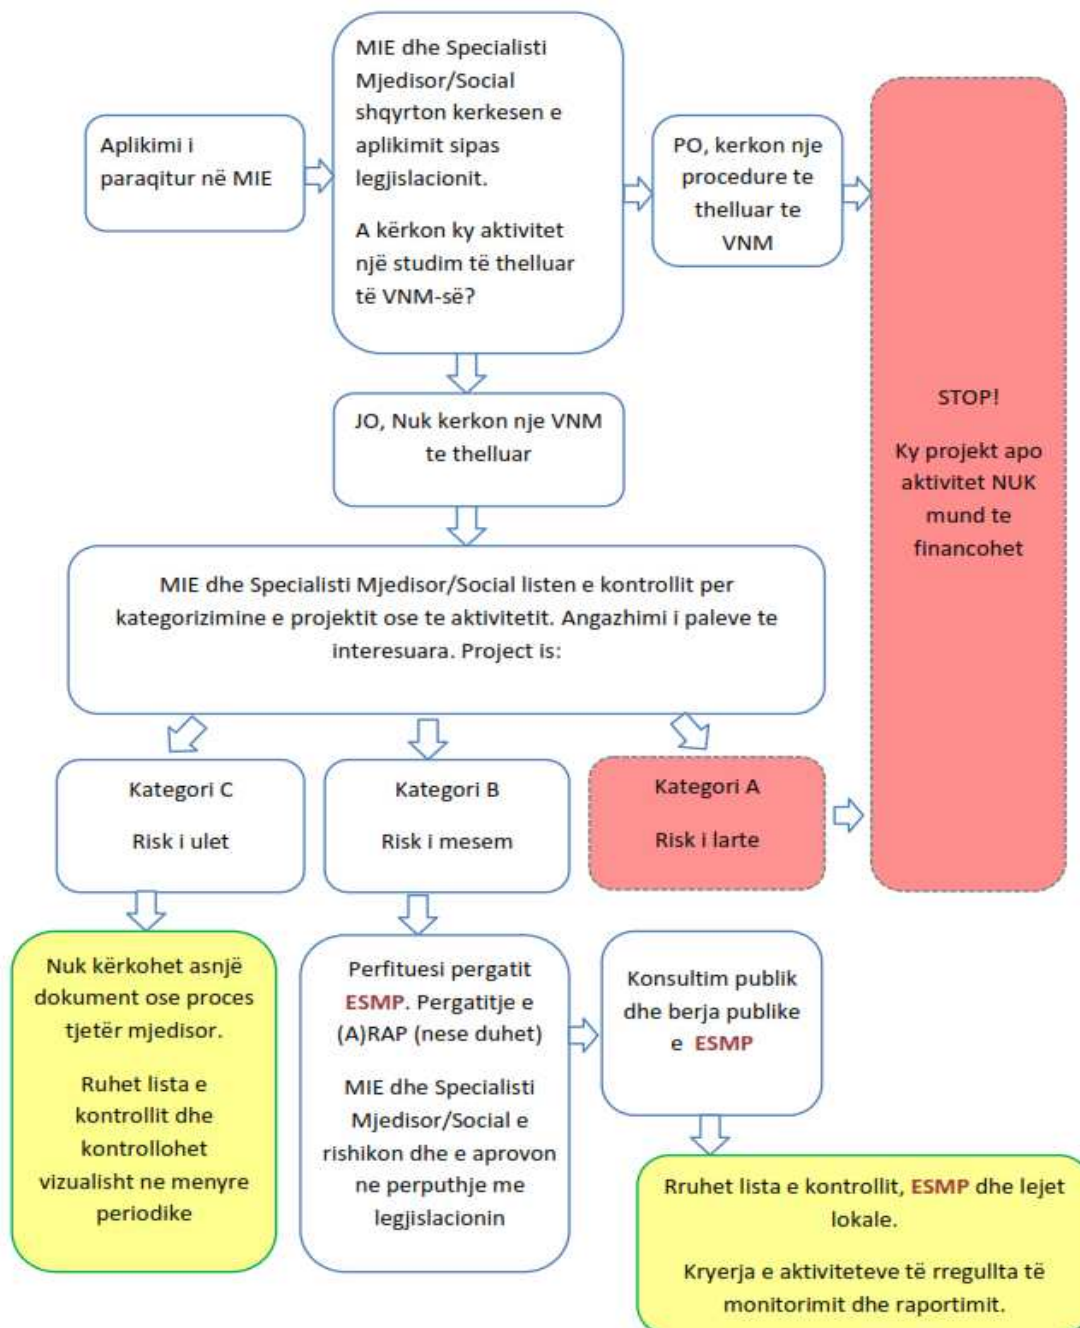 Aplikimi i
paraqitur në MIE
MIE dhe Specialisti
Mjedisor/Social
shqyrton kerkesen e
aplikimit sipas
legjislacionit.
A kërkon ky aktivitet
një studim të thelluar
të VNM-së?
PO, kerkon nje
procedure te
thelluar te
VNM
STOP!
Ky projekt apo
aktivitet NUK
mund te
financohet
JO, Nuk kerkon nje VNM
te thelluar
MIE dhe Specialisti Mjedisor/Social listen e kontrollit per
kategorizimine e projektit ose te aktivitetit. Angazhimi i paleve te
interesuara. Project is:
Kategori C
Risk i ulet
Kategori B
Risk i mesem
Kategori A
Risk i larte
Nuk kërkohet asnjë
dokument ose proces
tjetër mjedisor.
Ruhet lista e
kontrollit dhe
kontrollohet
vizualisht ne menyre
periodike
Perfituesi pergatit
ESMP. Pergatitje e
(A)RAP (nese duhet)
MIE dhe Specialisti
Mjedisor/Social e
rishikon dhe e aprovon
ne perputhje me
legjislacionin
Konsultim publik
dhe berja publike
e ESMP
Rruhet lista e kontrollit, ESMP dhe lejet
lokale.
Kryerja e aktiviteteve të rregullta të
monitorimit dhe raportimit.